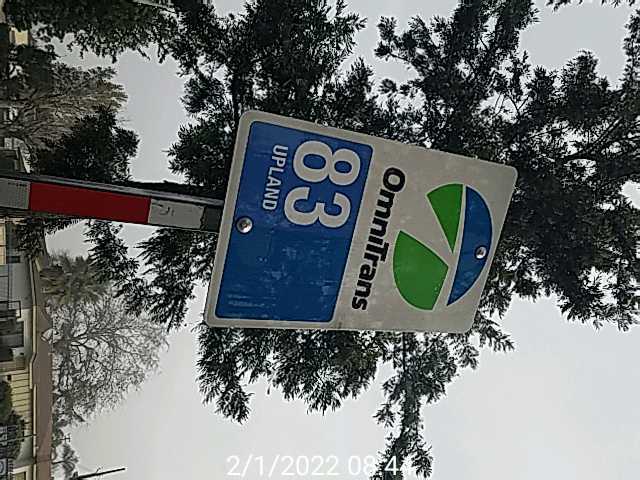 OmniTrans
83
UPLAND
2/1/2022 08:44